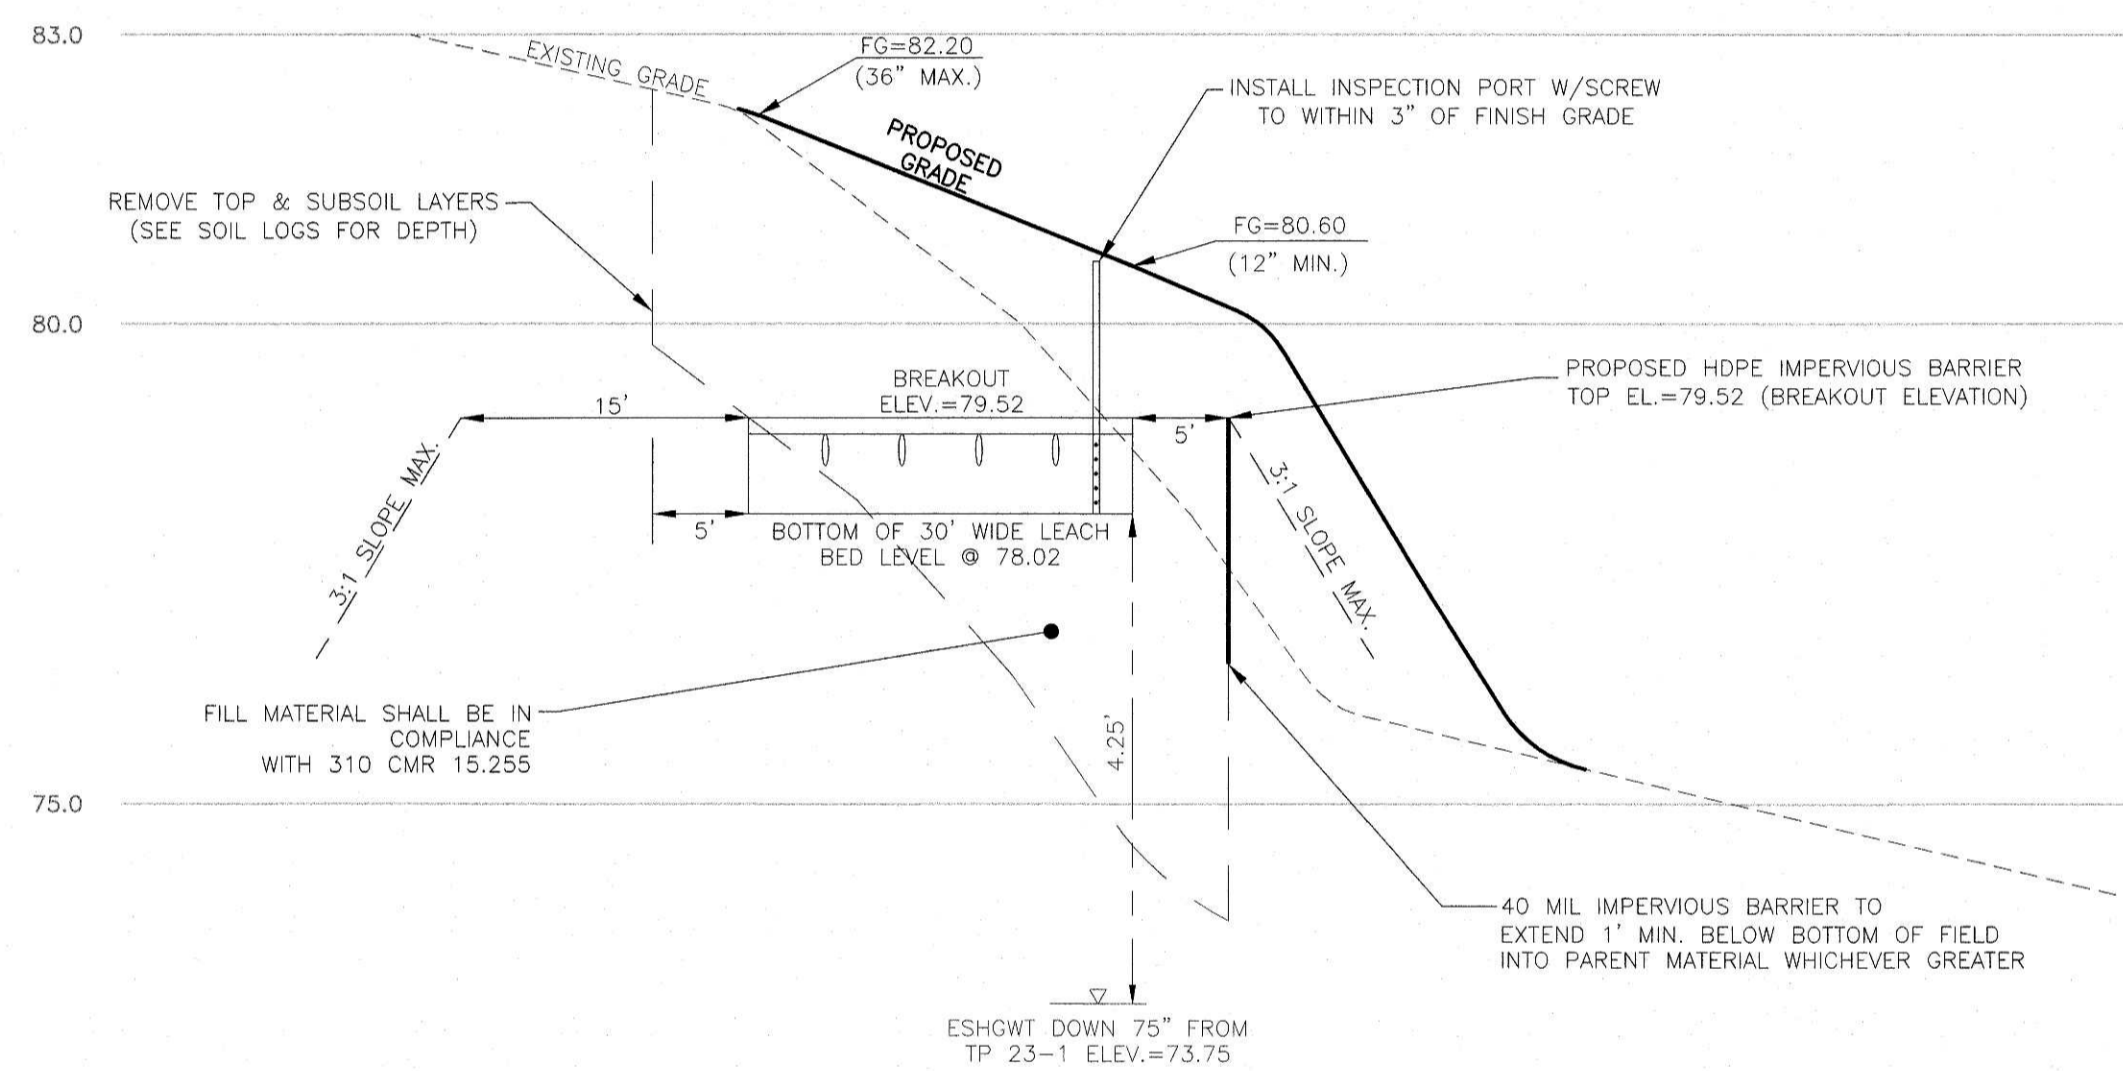 83.0
EXISTING GRADE
FG=82.20
(36" MAX.)
INSTALL INSPECTION PORT W/SCREW
TO WITHIN 3" OF FINISH GRADE
PROPOSED
GRADE
REMOVE TOP & SUBSOIL LAYERS
(SEE SOIL LOGS FOR DEPTH)
FG=80.60
(12" MIN.)
80.0
BREAKOUT
ELEV.=79.52
PROPOSED HDPE IMPERVIOUS BARRIER
TOP EL.=79.52 (BREAKOUT ELEVATION)
15'
5'
3:1 SLOPE MAX.
3:1 SLOPE MAX.
5'
BOTTOM OF 30' WIDE LEACH
BED LEVEL @ 78.02
FILL MATERIAL SHALL BE IN
COMPLIANCE
WITH 310 CMR 15.255
4.25'
75.0
40 MIL IMPERVIOUS BARRIER TO
EXTEND 1' MIN. BELOW BOTTOM OF FIELD
INTO PARENT MATERIAL WHICHEVER GREATER
ESHGWT DOWN 75" FROM
TP 23-1 ELEV.=73.75